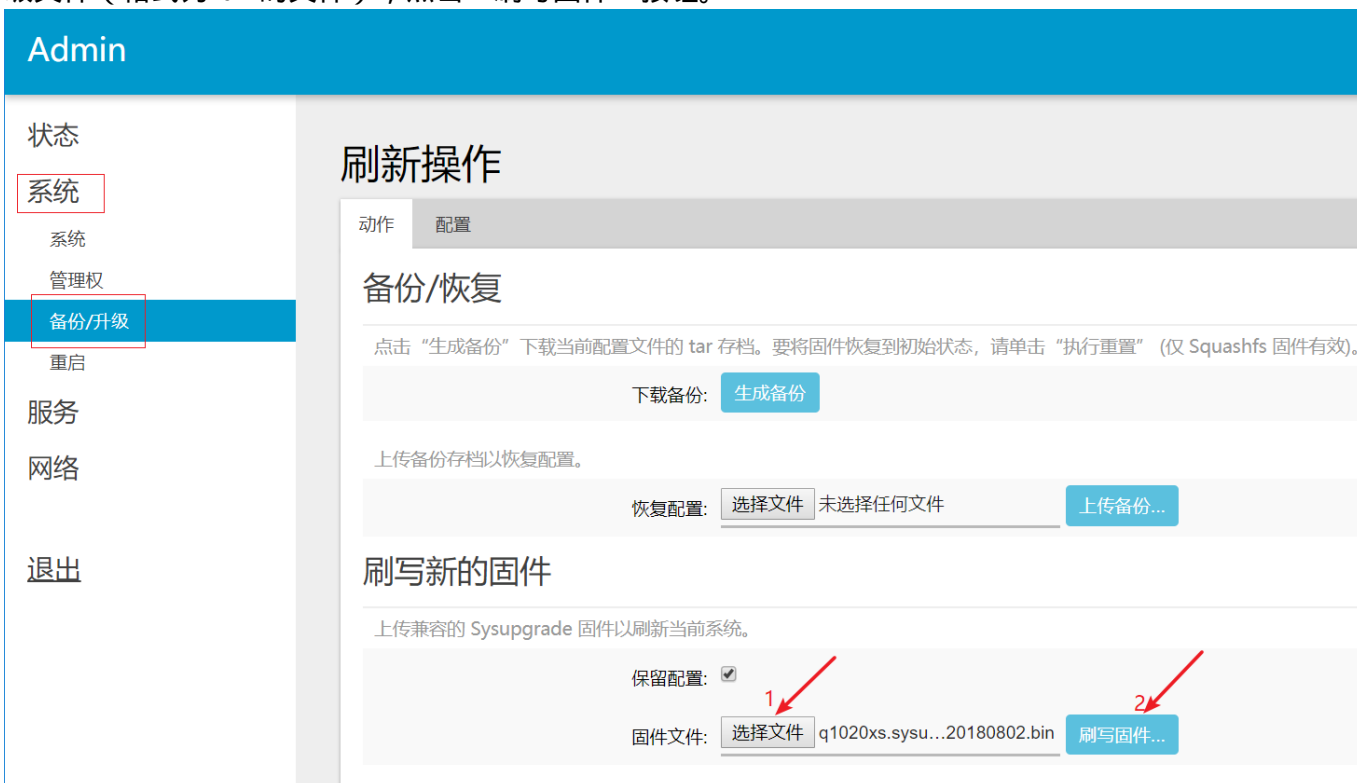 Admin
状态
系统
系统
管理权
备份/升级
重启
服务
网络
退出
刷新操作
动作 配置
备份/恢复
点击“生成备份”下载当前配置文件的 tar 存档。要将固件恢复到初始状态，请单击“执行重置” (仅 Squashfs 固件有效)。
下载备份: 生成备份
上传备份存档以恢复配置。
恢复配置: 选择文件 未选择任何文件 上传备份...
刷写新的固件
上传兼容的 Sysupgrade 固件以刷新当前系统。
保留配置:
1 2
固件文件: 选择文件 q1020xs.sysu...20180802.bin 刷写固件...